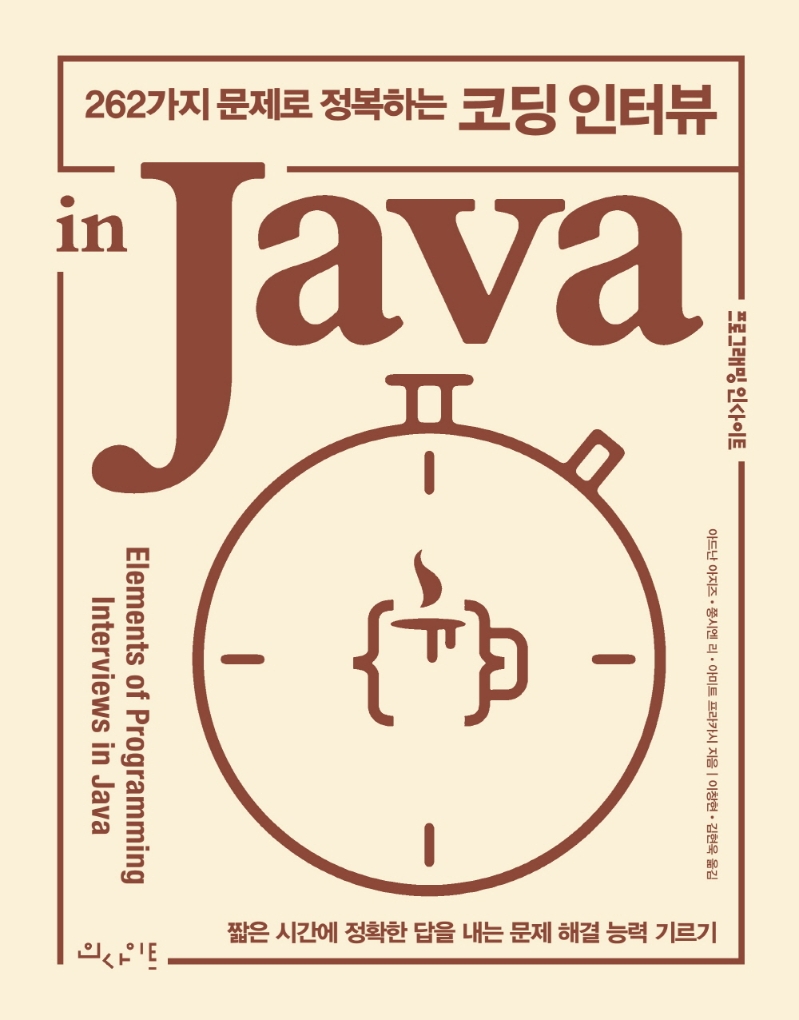 262가지 문제로 정복하는 코딩 인터뷰
in Java
프로그래밍 인사이트
Elements of Programming
Interviews in Java
아드난 아지즈 • 쭝시엔 리 • 아미트 프라카시 지음 | 이창현 • 김현욱 옮김
짧은 시간에 정확한 답을 내는 문제 해결 능력 기르기
인사이트